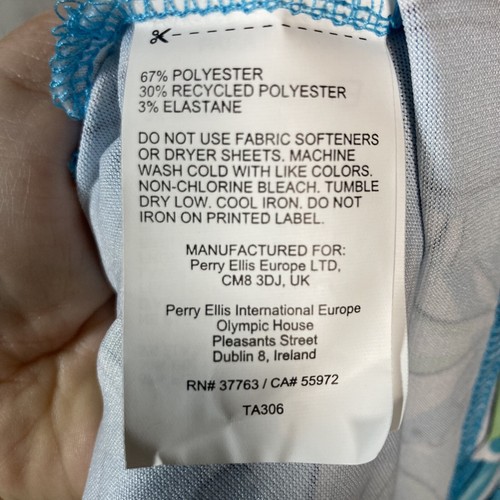 67% POLYESTER
30% RECYCLED POLYESTER
3% ELASTANE
DO NOT USE FABRIC SOFTENERS
OR DRYER SHEETS. MACHINE
WASH COLD WITH LIKE COLORS.
NON-CHLORINE BLEACH. TUMBLE
DRY LOW. COOL IRON. DO NOT
IRON ON PRINTED LABEL.
MANUFACTURED FOR:
Perry Ellis Europe LTD,
CM8 3DJ, UK
Perry Ellis International Europe
Olympic House
Pleasants Street
Dublin 8, Ireland
RN# 37763 / CA# 55972
TA306